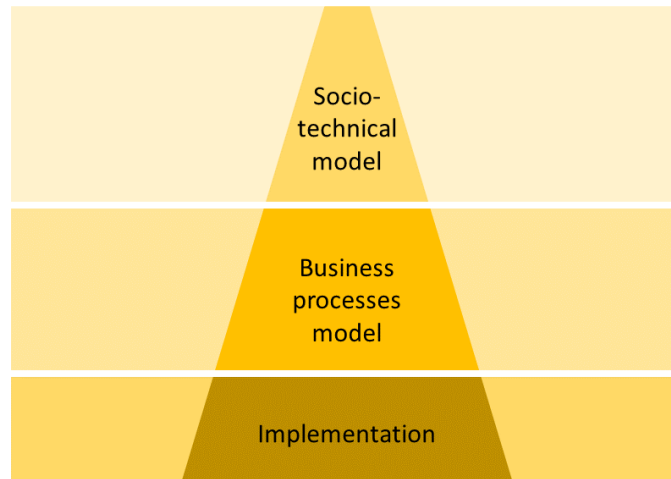 Socio-
technical
model
Business
processes
model
Implementation